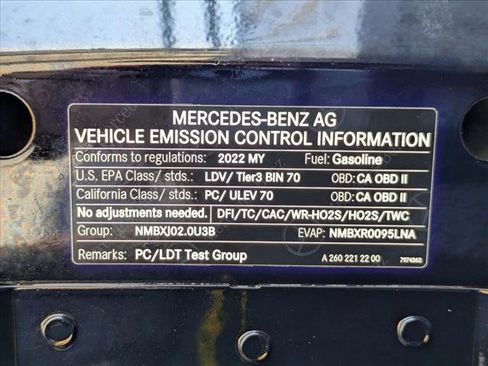 MERCEDES-BENZ AG
VEHICLE EMISSION CONTROL INFORMATION
Conforms to regulations: 2022 MY Fuel: Gasoline
U.S. EPA Class/ stds.: LDV/ Tier3 BIN 70 OBD: CA OBD II
California Class/ stds.: PC/ ULEV 70 OBD: CA OBD II
No adjustments needed. DFI/TC/CAC/WR-HO2S/HO2S/TWC
Group: NMBXJ02.0U3B EVAP: NMBXR0095LNA
Remarks: PC/LDT Test Group A 260 221 22 00